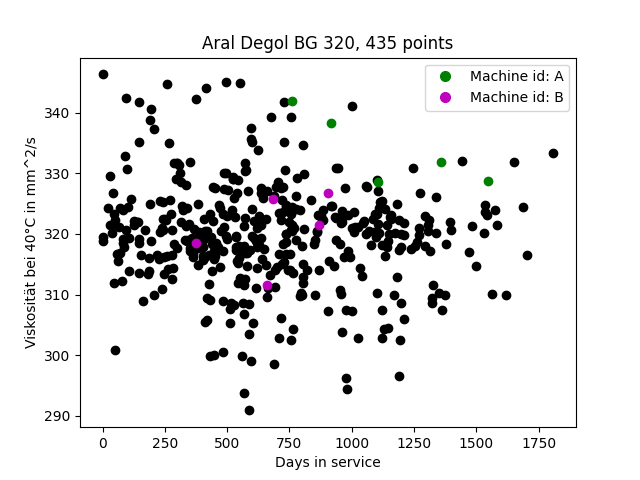 Aral Degol BG 320, 435 points
Machine id: A
Machine id: B
Viskosität bei 40°C in mm^2/s
340
330
320
310
300
290
0
250
500
750
1000
1250
1500
1750
Days in service